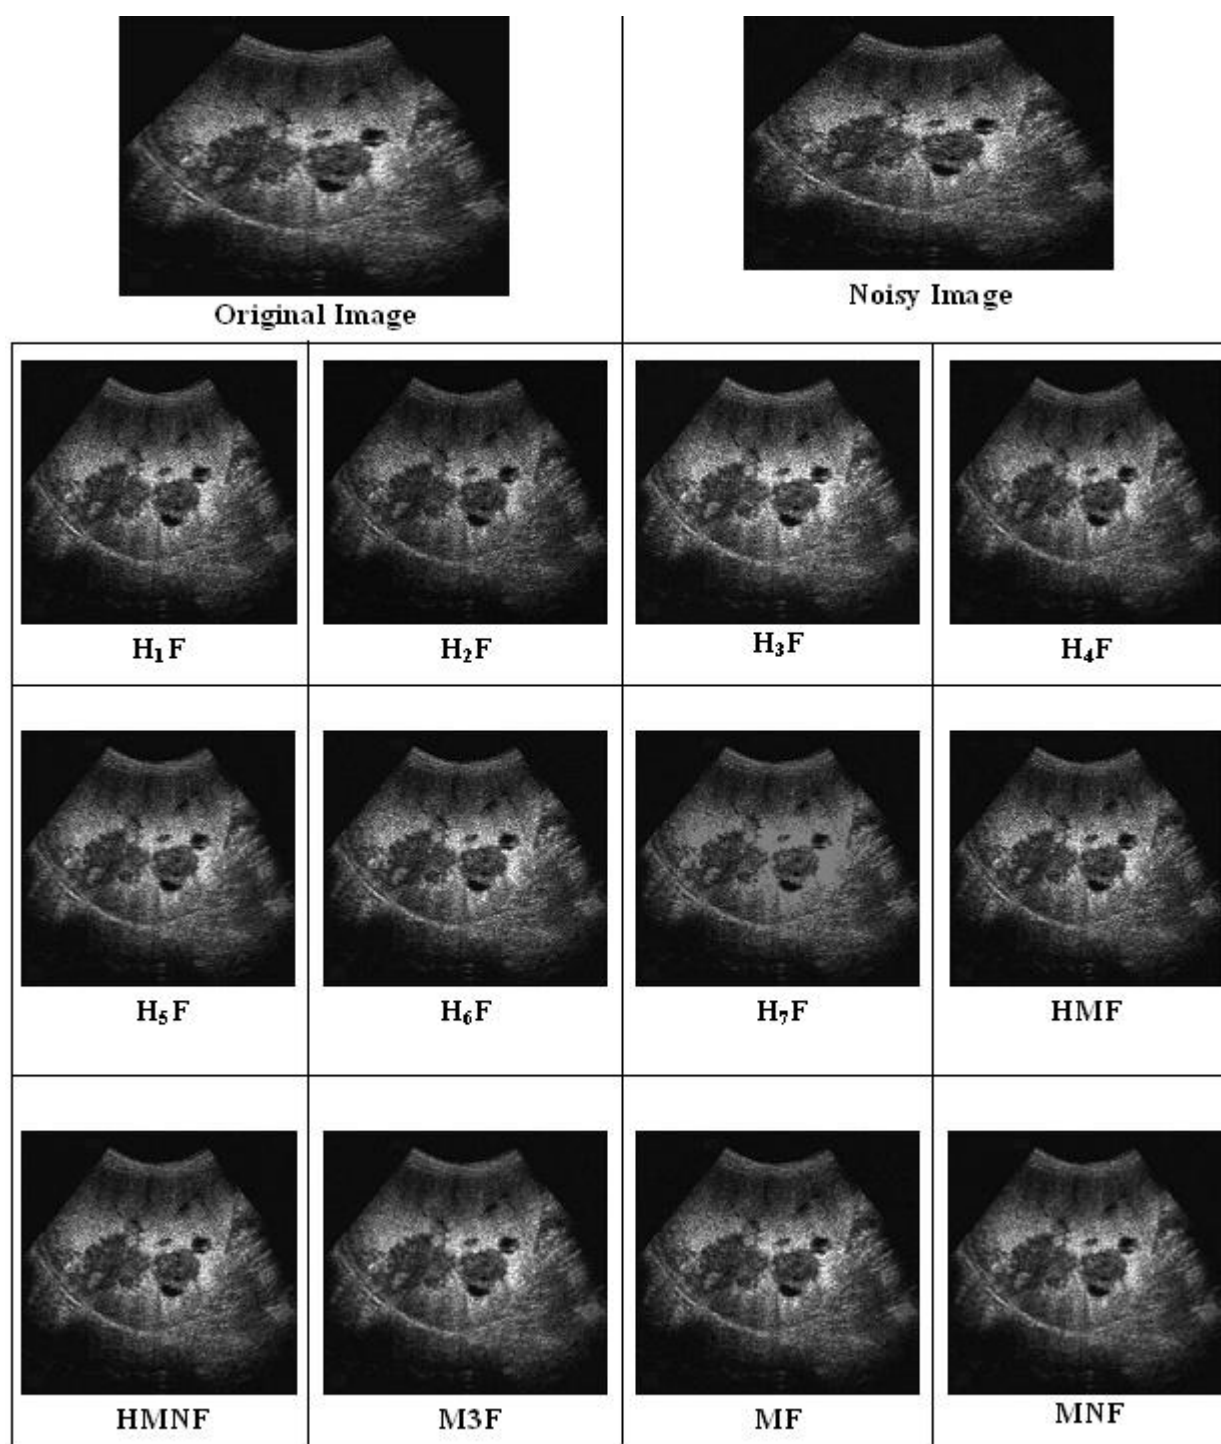 Original Image
Noisy Image
H₁F
H₂F
H₃F
H₄F
H₅F
H₆F
H₇F
HMF
HMNF
M3F
MF
MNF